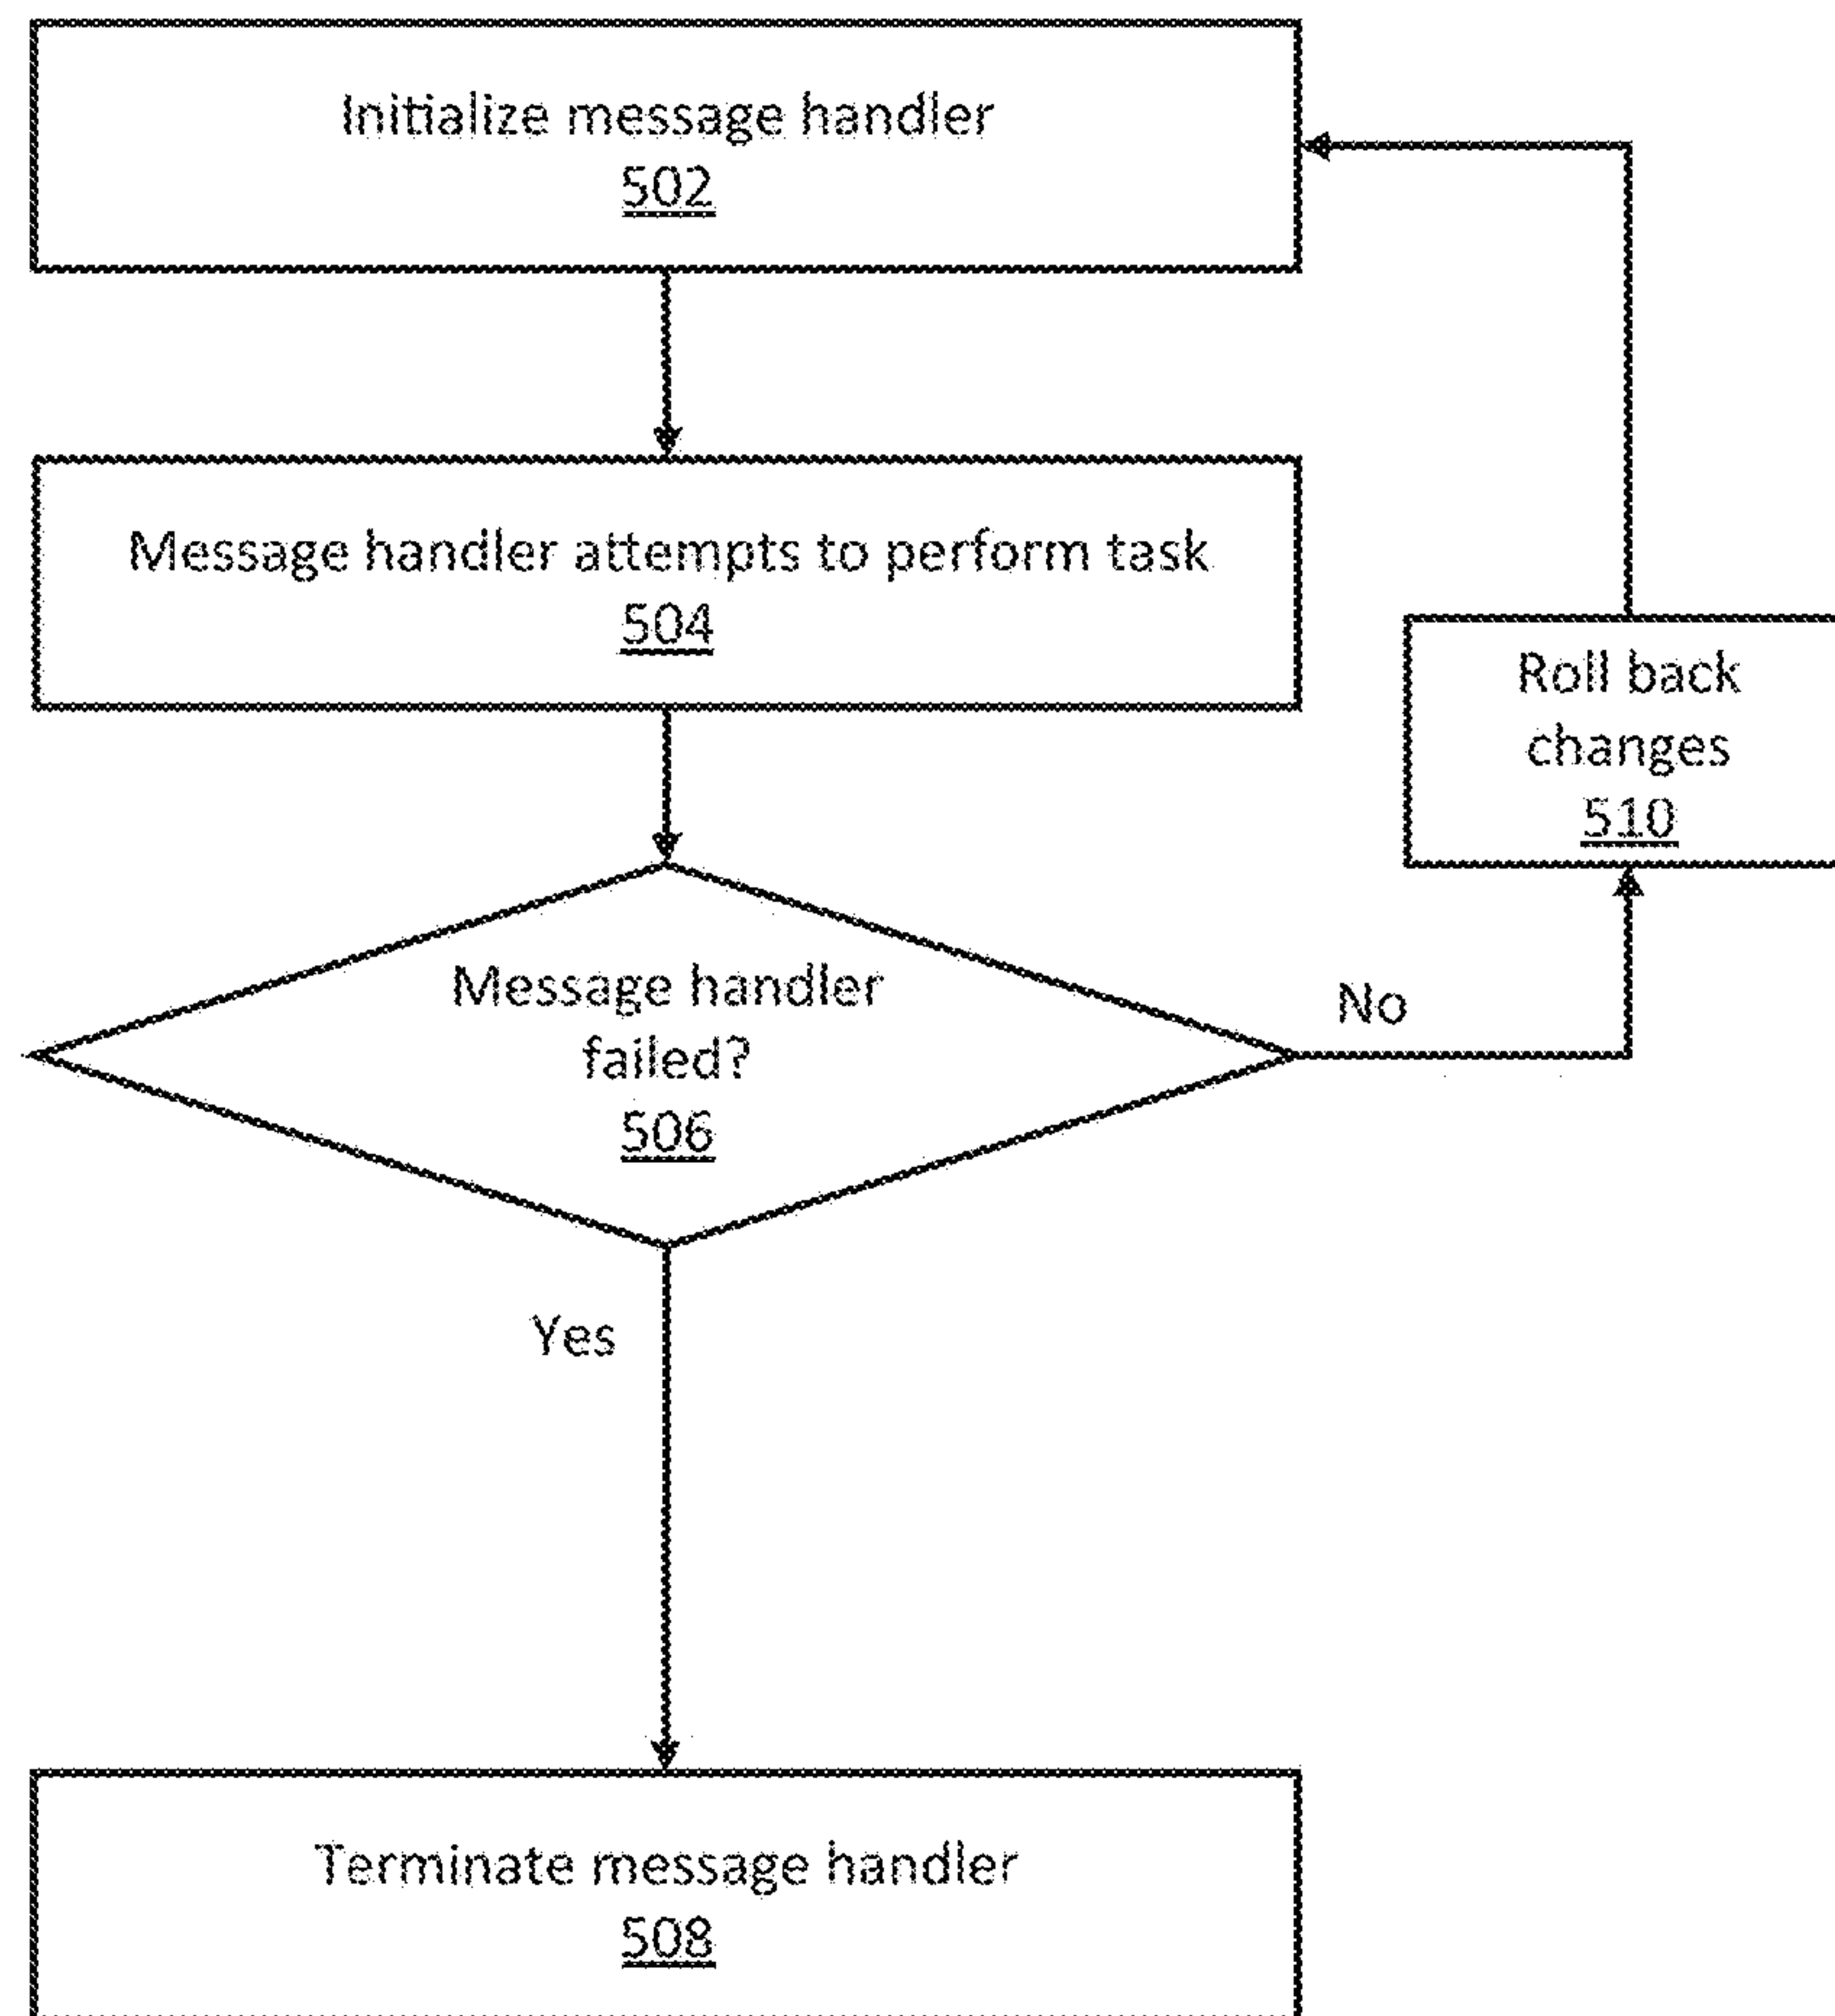 Initialize message handler
502
Message handler attempts to perform task
504
Roll back
changes
510
Message handler
failed?
506
No
Yes
Terminate message handler
508